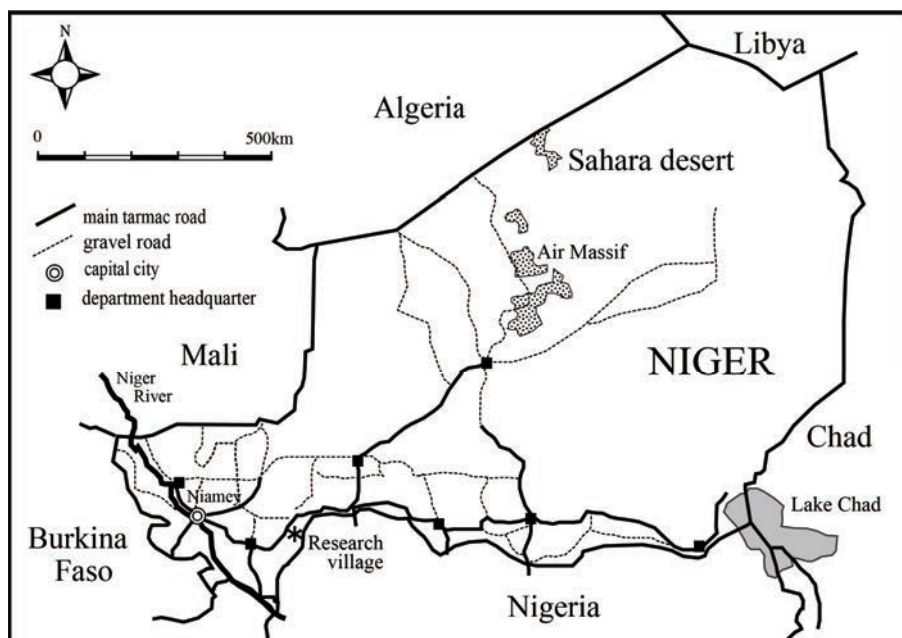 N
Libya
Algeria
0
500km
Sahara desert
main tarmac road
gravel road
capital city
department headquarter
Air Massif
Mali
NIGER
Niger
River
Chad
Niamey
Lake Chad
Burkina
Faso
Research
village
Nigeria